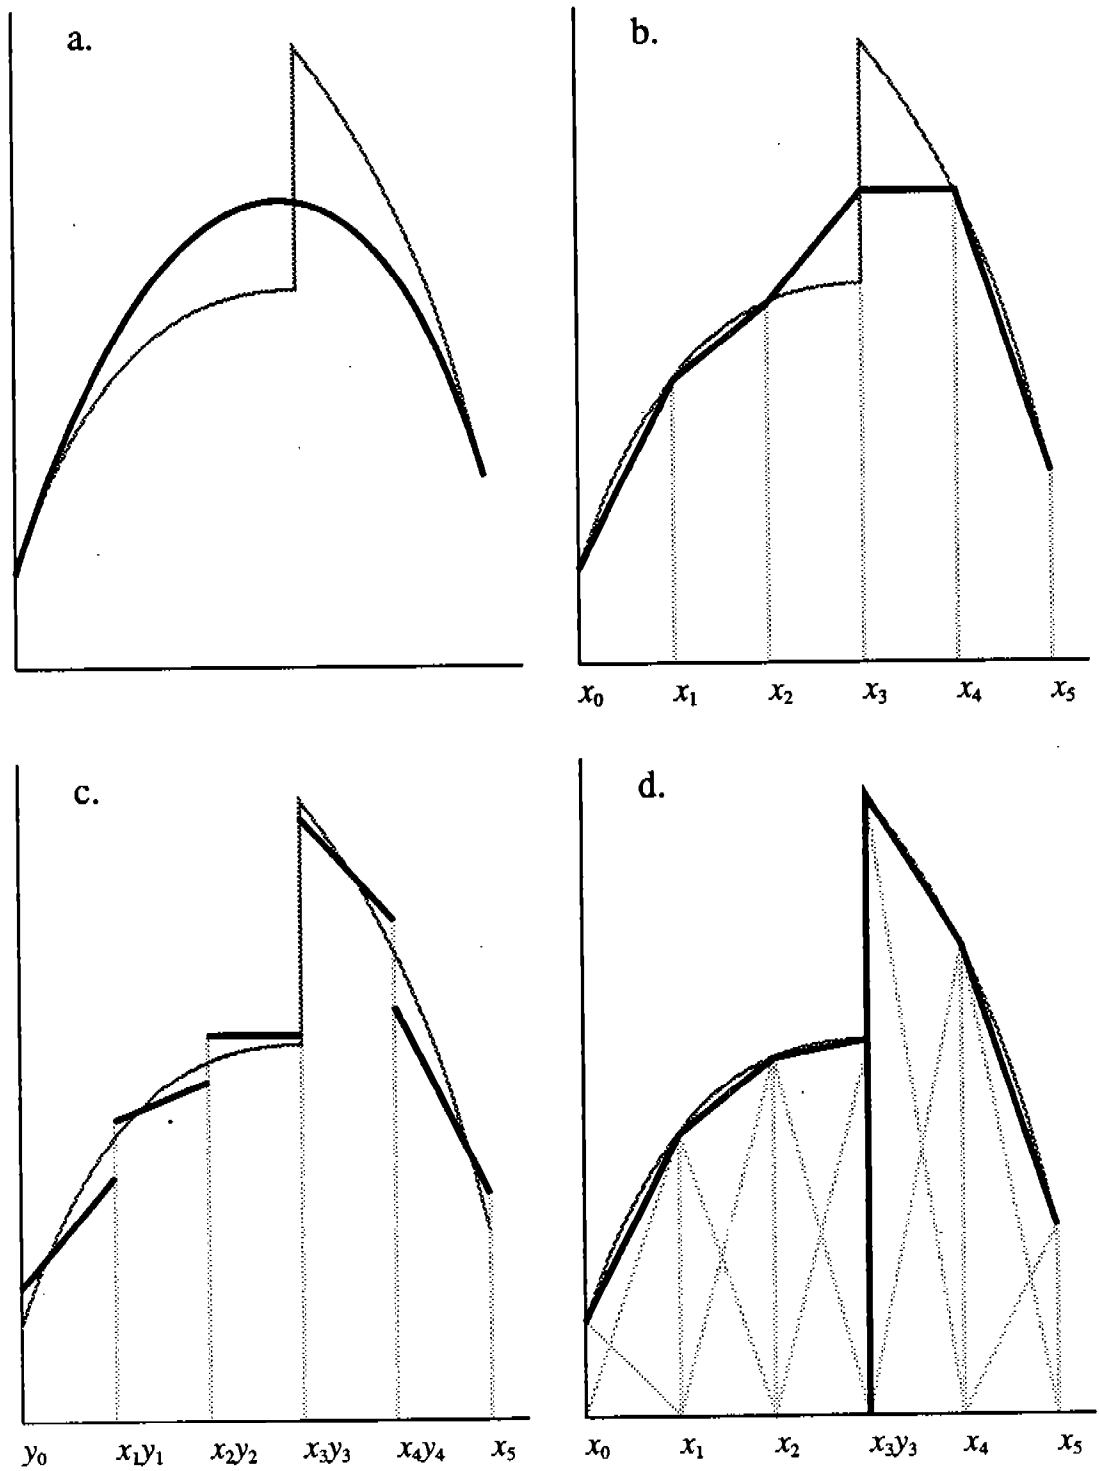 a.
b.
x₀ x₁ x₂ x₃ x₄ x₅
c.
d.
y₀ x₁y₁ x₂y₂ x₃y₃ x₄y₄ x₅
x₀ x₁ x₂ x₃y₃ x₄ x₅